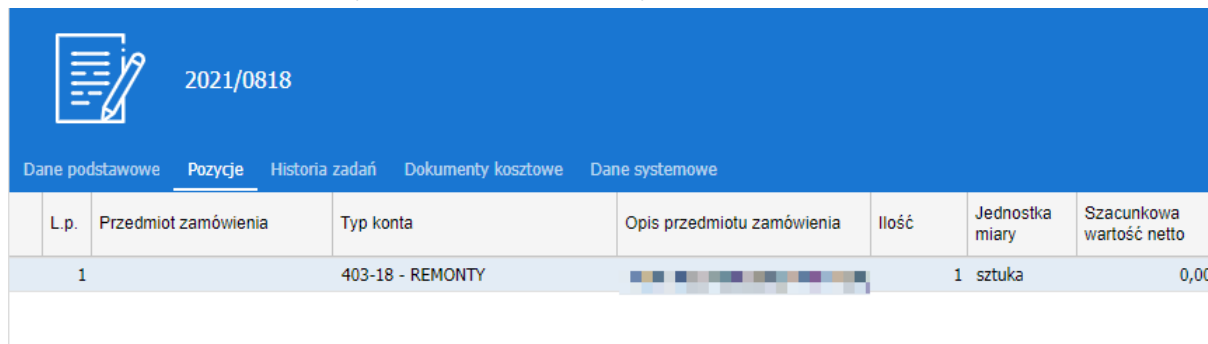 2021/0818
Dane podstawowe Pozycje Historia zadań Dokumenty kosztowe Dane systemowe
L.p. Przedmiot zamówienia Typ konta Opis przedmiotu zamówienia Ilość Jednostka miary Szacunkowa wartość netto
1 403-18 - REMONTY 1 sztuka 0,00